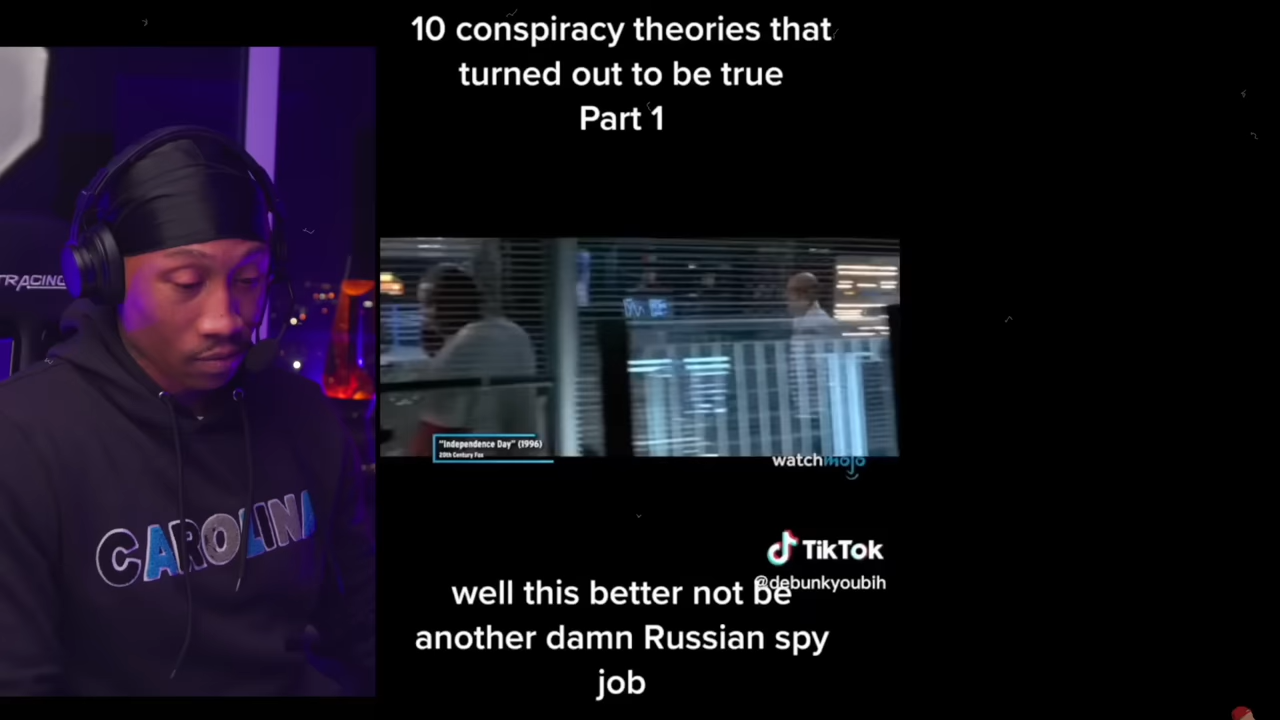 10 conspiracy theories that
turned out to be true
Part 1
TRACING
CAROLINA
"Independence Day" (1996)
20th Century Fox
watchmojo
TikTok
@debunkyoubih
well this better not be
another damn Russian spy
job